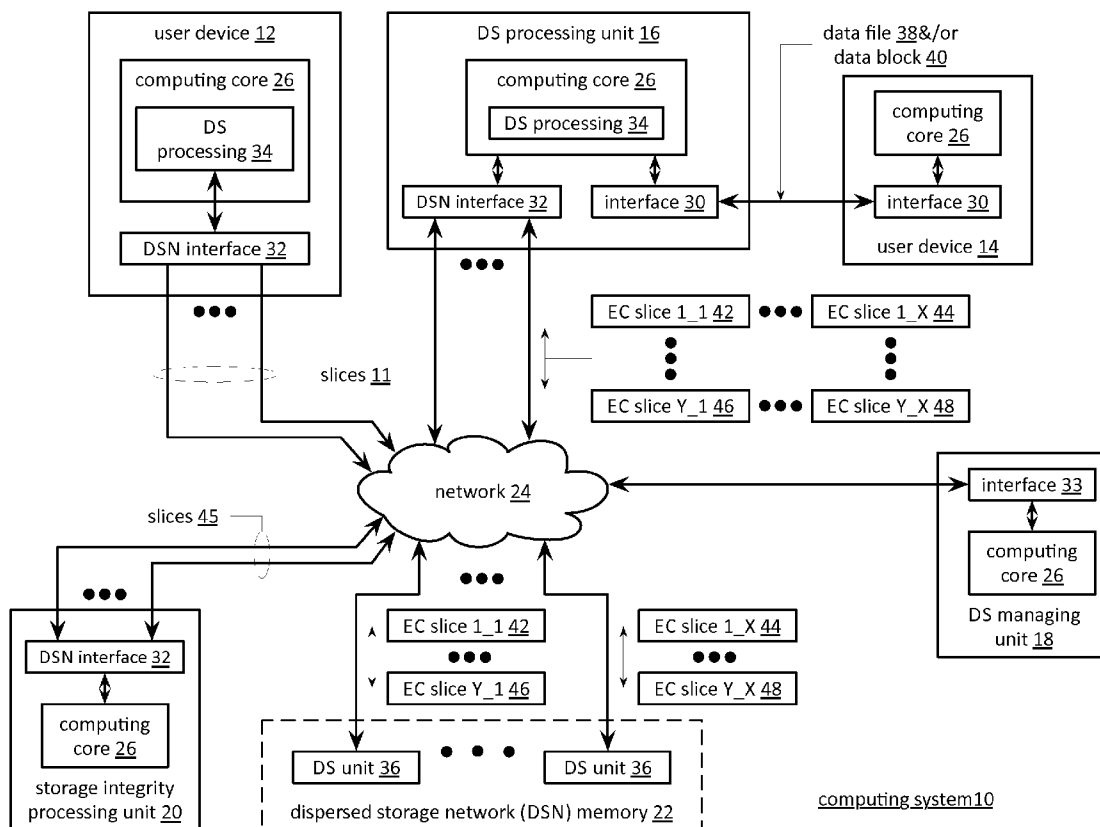 user device 12
computing core 26
DS
processing 34
DSN interface 32
DS processing unit 16
computing core 26
DS processing 34
DSN interface 32
interface 30
data file 38&/or
data block 40
computing
core 26
interface 30
user device 14
slices 11
EC slice 1_1 42
EC slice 1_X 44
EC slice Y_1 46
EC slice Y_X 48
network 24
interface 33
computing
core 26
DS managing
unit 18
slices 45
DSN interface 32
computing
core 26
storage integrity
processing unit 20
EC slice 1_1 42
EC slice 1_X 44
EC slice Y_1 46
EC slice Y_X 48
DS unit 36
DS unit 36
dispersed storage network (DSN) memory 22
computing system10